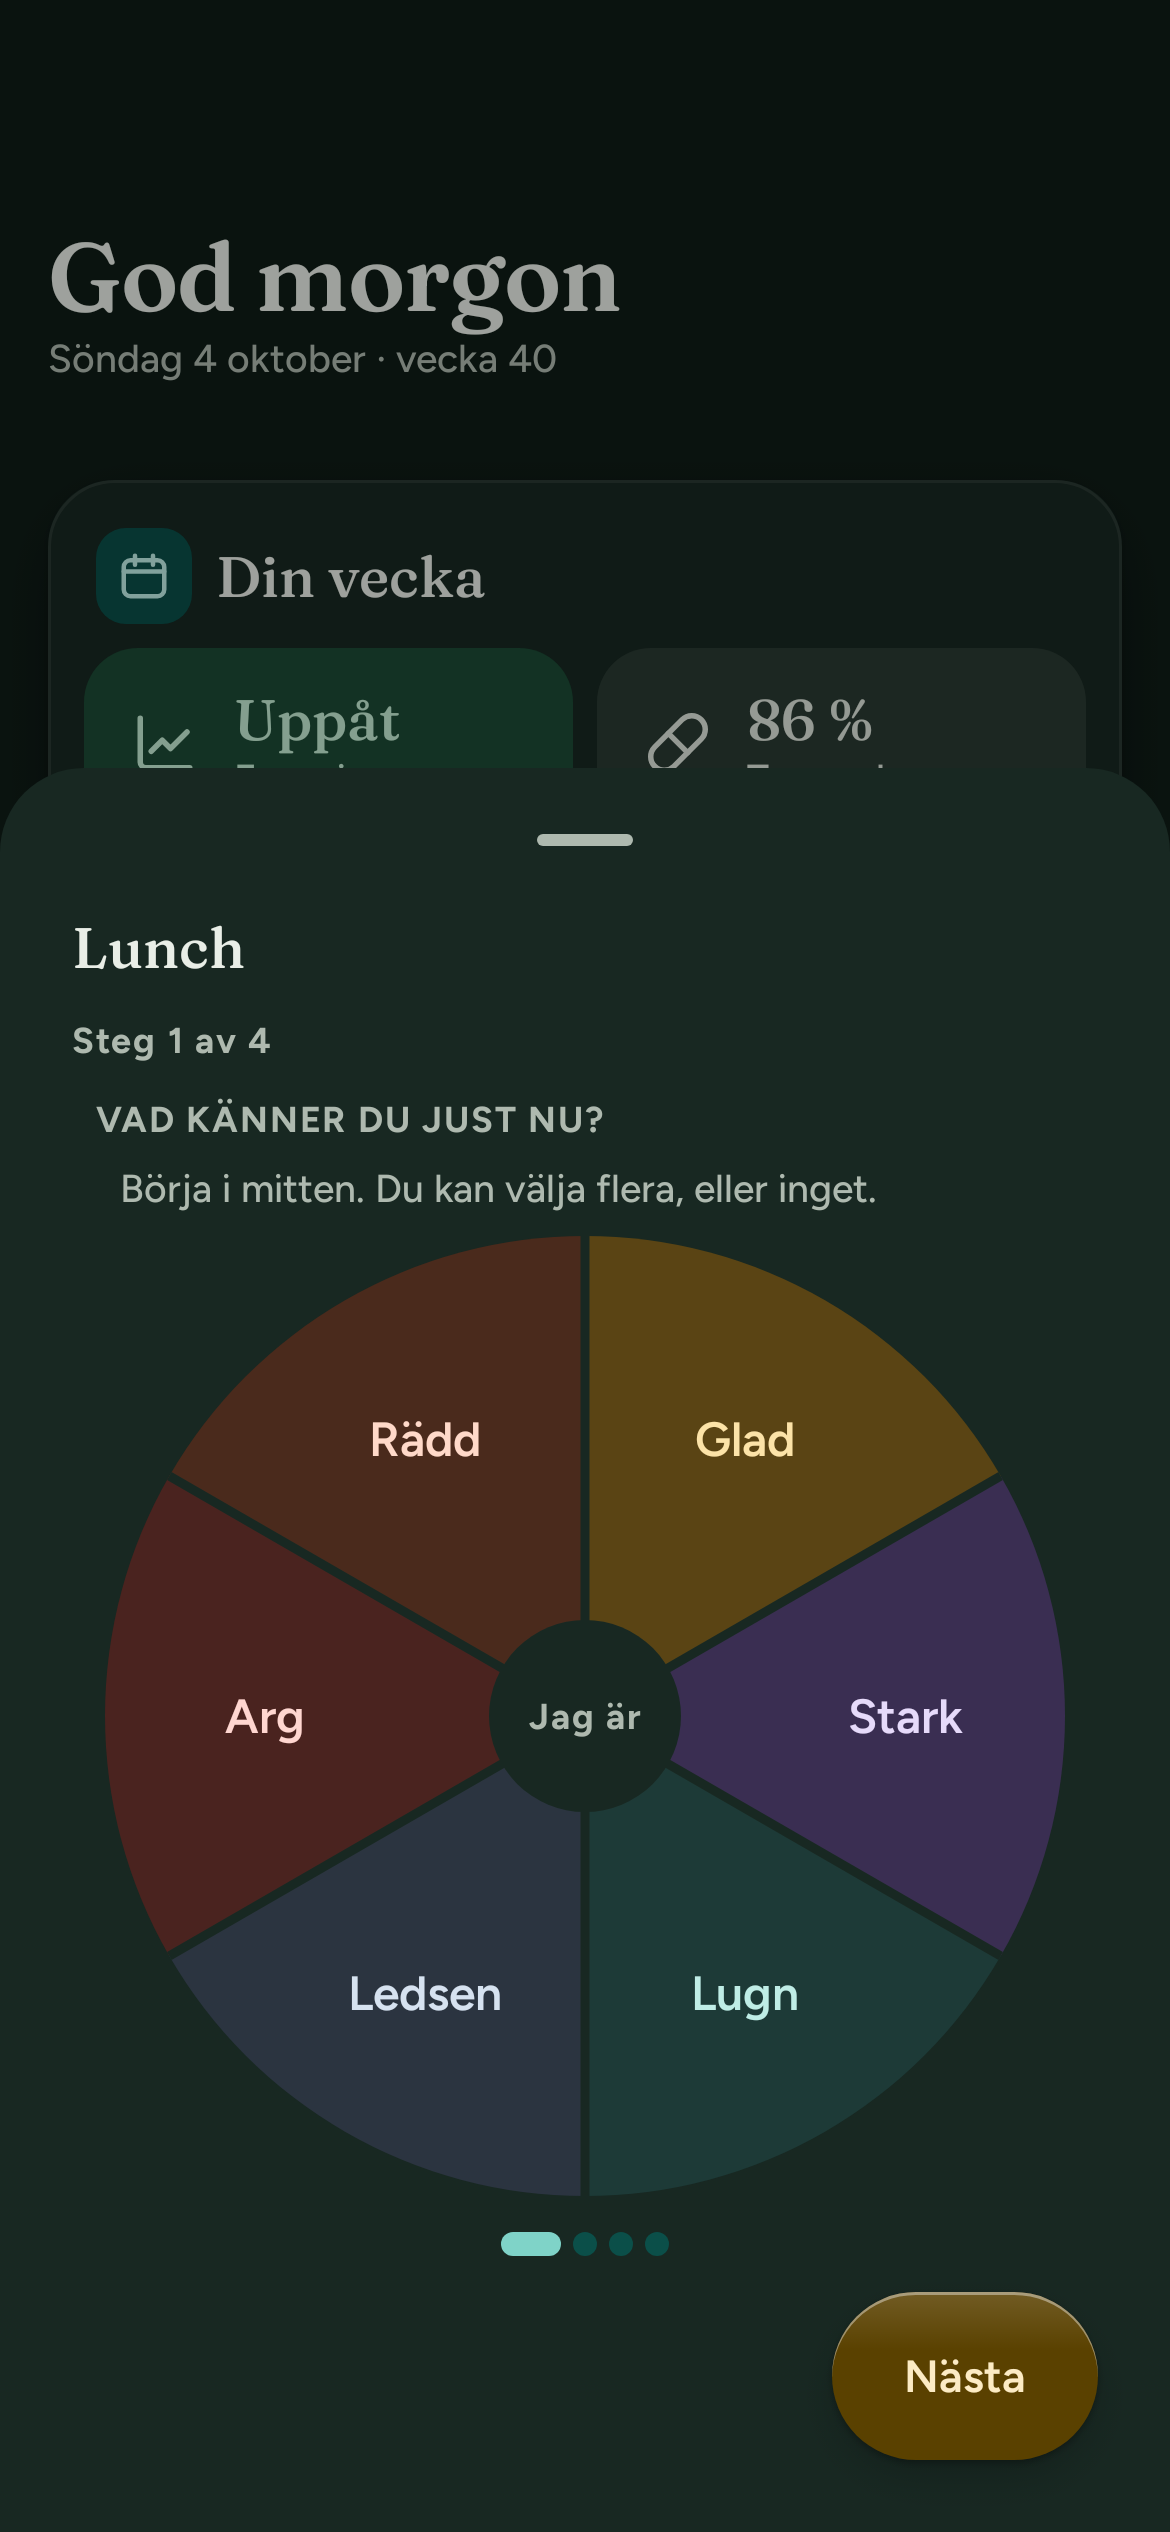 God morgon
Söndag 4 oktober · vecka 40
Din vecka
Uppåt
86 %
Lunch
Steg 1 av 4
VAD KÄNNER DU JUST NU?
Börja i mitten. Du kan välja flera, eller inget.
Rädd
Glad
Arg
Jag är
Stark
Ledsen
Lugn
Nästa